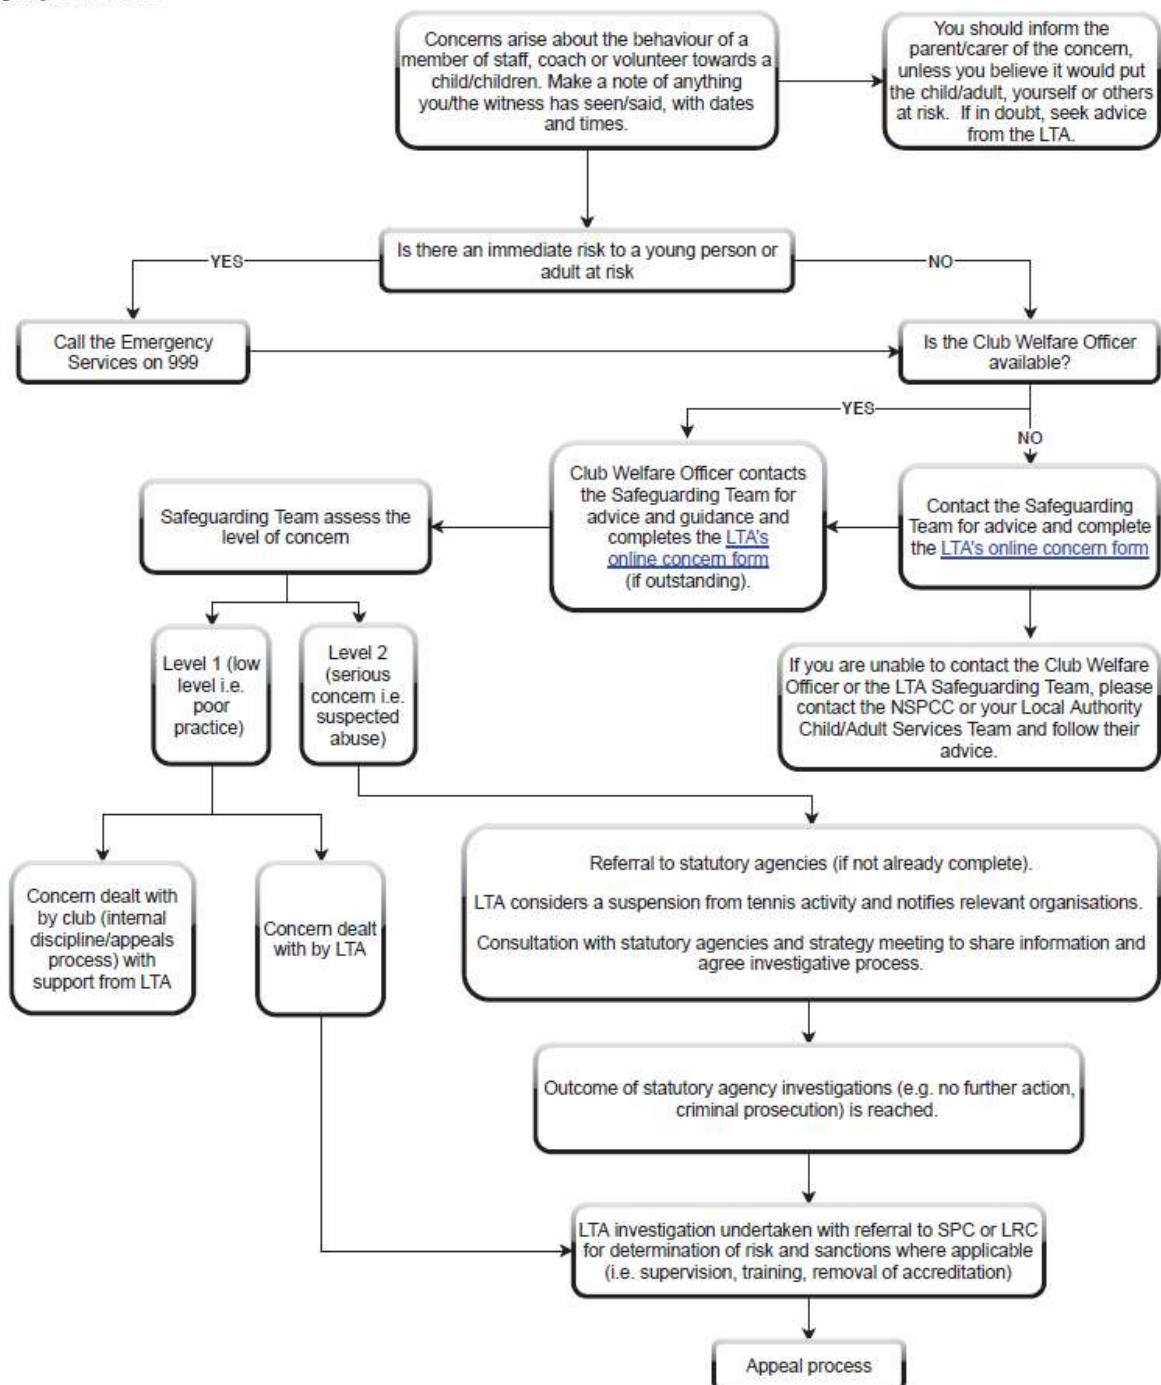 Concerns arise about the behaviour of a
member of staff, coach or volunteer towards a
child/children. Make a note of anything
you/the witness has seen/said, with dates
and times.
You should inform the
parent/carer of the concern,
unless you believe it would put
the child/adult, yourself or others
at risk. If in doubt, seek advice
from the LTA.
Is there an immediate risk to a young person or
adult at risk
YES
NO
Call the Emergency
Services on 999
Is the Club Welfare Officer
available?
YES
NO
Club Welfare Officer contacts
the Safeguarding Team for
advice and guidance and
completes the LTA's
online concern form
(if outstanding).
Contact the Safeguarding
Team for advice and complete
the LTA's online concern form
Safeguarding Team assess the
level of concern
Level 1 (low
level i.e.
poor
practice)
Level 2
(serious
concern i.e.
suspected
abuse)
If you are unable to contact the Club Welfare
Officer or the LTA Safeguarding Team, please
contact the NSPCC or your Local Authority
Child/Adult Services Team and follow their
advice.
Concern dealt with
by club (internal
discipline/appeals
process) with
support from LTA
Concern dealt
with by LTA
Referral to statutory agencies (if not already complete).
LTA considers a suspension from tennis activity and notifies relevant organisations.
Consultation with statutory agencies and strategy meeting to share information and
agree investigative process.
Outcome of statutory agency investigations (e.g. no further action,
criminal prosecution) is reached.
LTA investigation undertaken with referral to SPC or LRC
for determination of risk and sanctions where applicable
(i.e. supervision, training, removal of accreditation)
Appeal process